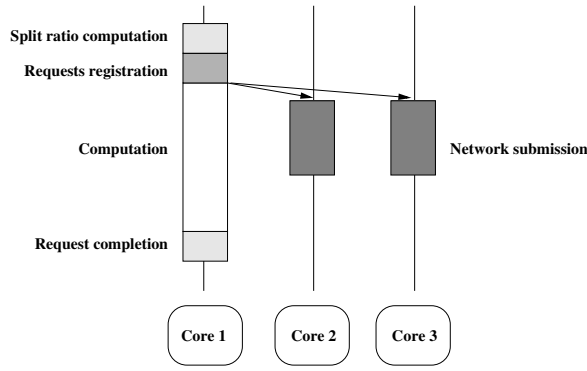 Split ratio computation
Requests registration
Computation
Network submission
Request completion
Core 1
Core 2
Core 3